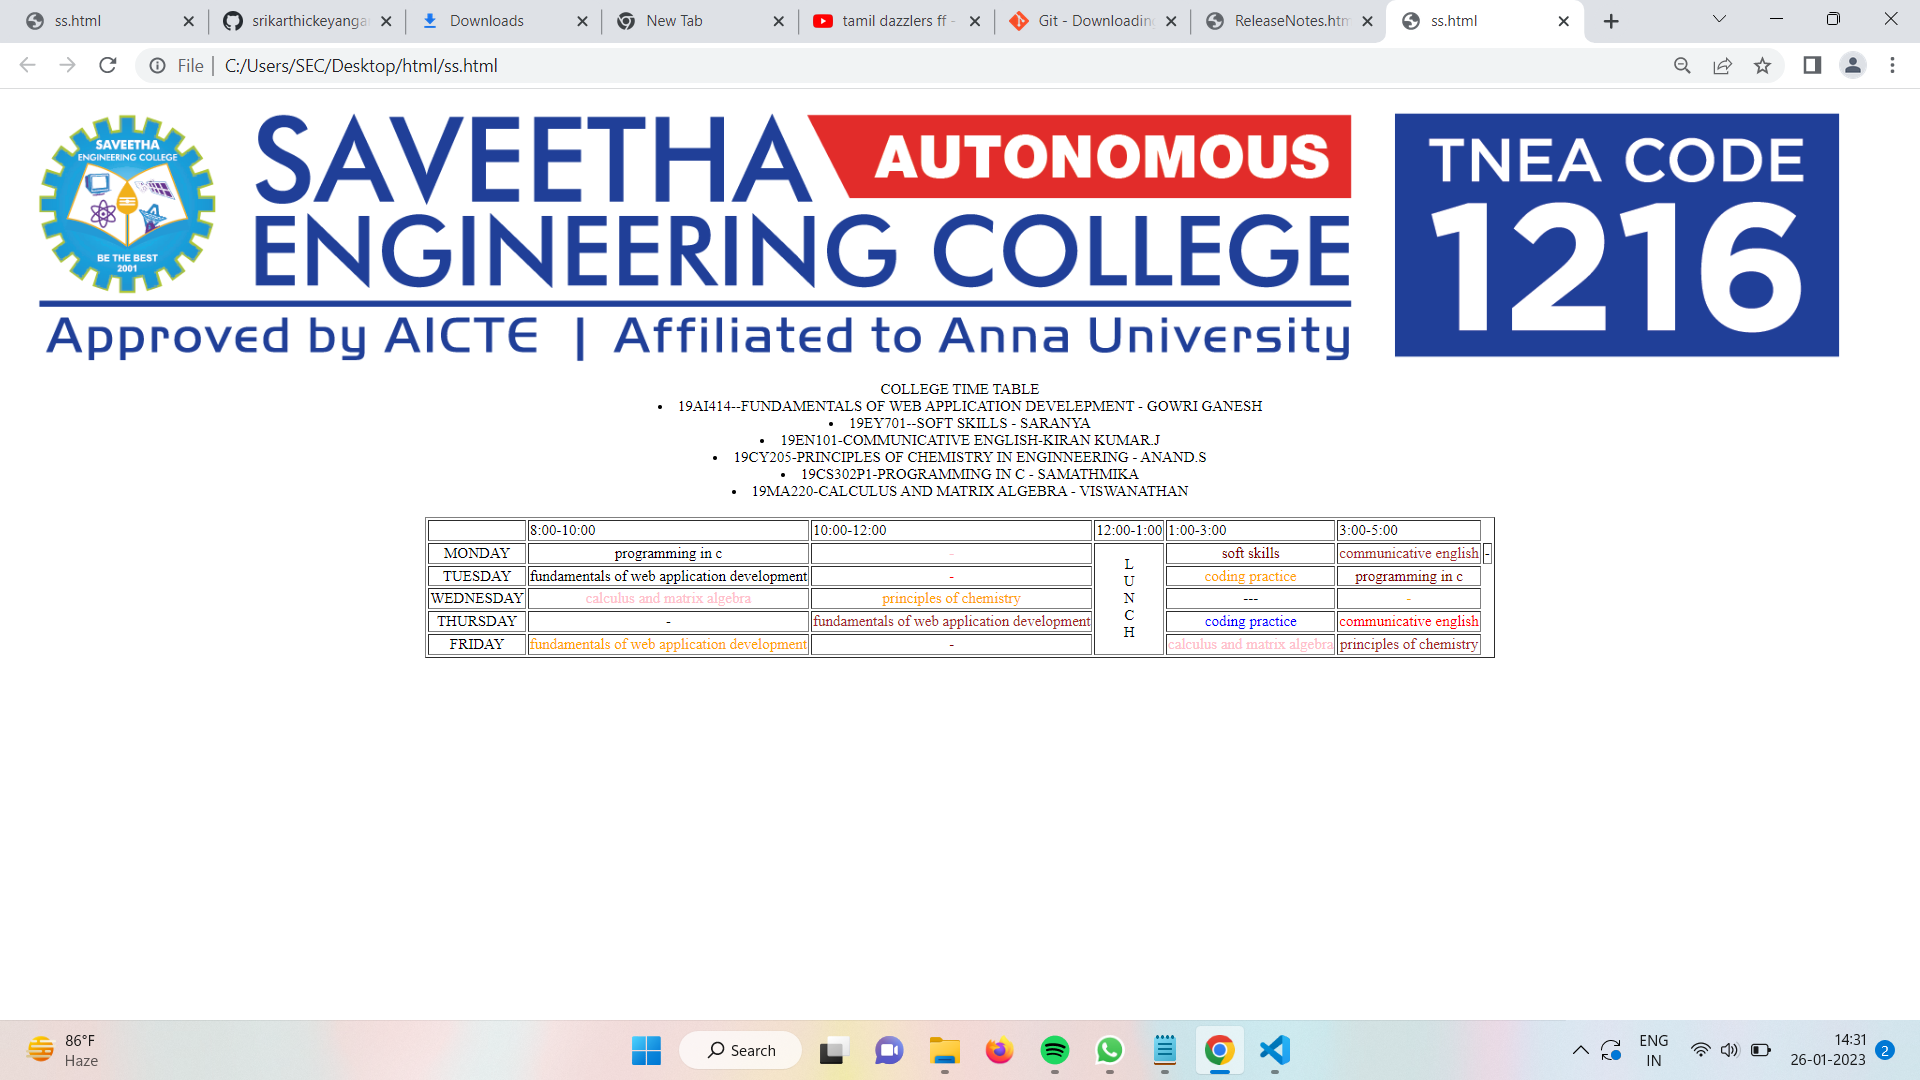 ss.html
srikarthickeyanga
Downloads
New Tab
tamil dazzlers ff -
Git - Downloading
ReleaseNotes.htm
ss.html
File | C:/Users/SEC/Desktop/html/ss.html
SAVEETHA
ENGINEERING COLLEGE
BE THE BEST
2001
SAVEETHA AUTONOMOUS
ENGINEERING COLLEGE
Approved by AICTE | Affiliated to Anna University
TNEA CODE
1216
COLLEGE TIME TABLE
• 19AI414--FUNDAMENTALS OF WEB APPLICATION DEVELEPMENT - GOWRI GANESH
• 19EY701--SOFT SKILLS - SARANYA
• 19EN101-COMMUNICATIVE ENGLISH-KIRAN KUMAR.J
• 19CY205-PRINCIPLES OF CHEMISTRY IN ENGINNEERING - ANAND.S
• 19CS302P1-PROGRAMMING IN C - SAMATHMIKA
• 19MA220-CALCULUS AND MATRIX ALGEBRA - VISWANATHAN
8:00-10:00 10:00-12:00 12:00-1:00 1:00-3:00 3:00-5:00
MONDAY programming in c - soft skills communicative english -
TUESDAY fundamentals of web application development - coding practice programming in c
WEDNESDAY calculus and matrix algebra principles of chemistry --- -
THURSDAY - fundamentals of web application development coding practice communicative english
FRIDAY fundamentals of web application development - calculus and matrix algebra principles of chemistry
L
U
N
C
H
86°F
Haze
Search
ENG
IN
14:31
26-01-2023
2